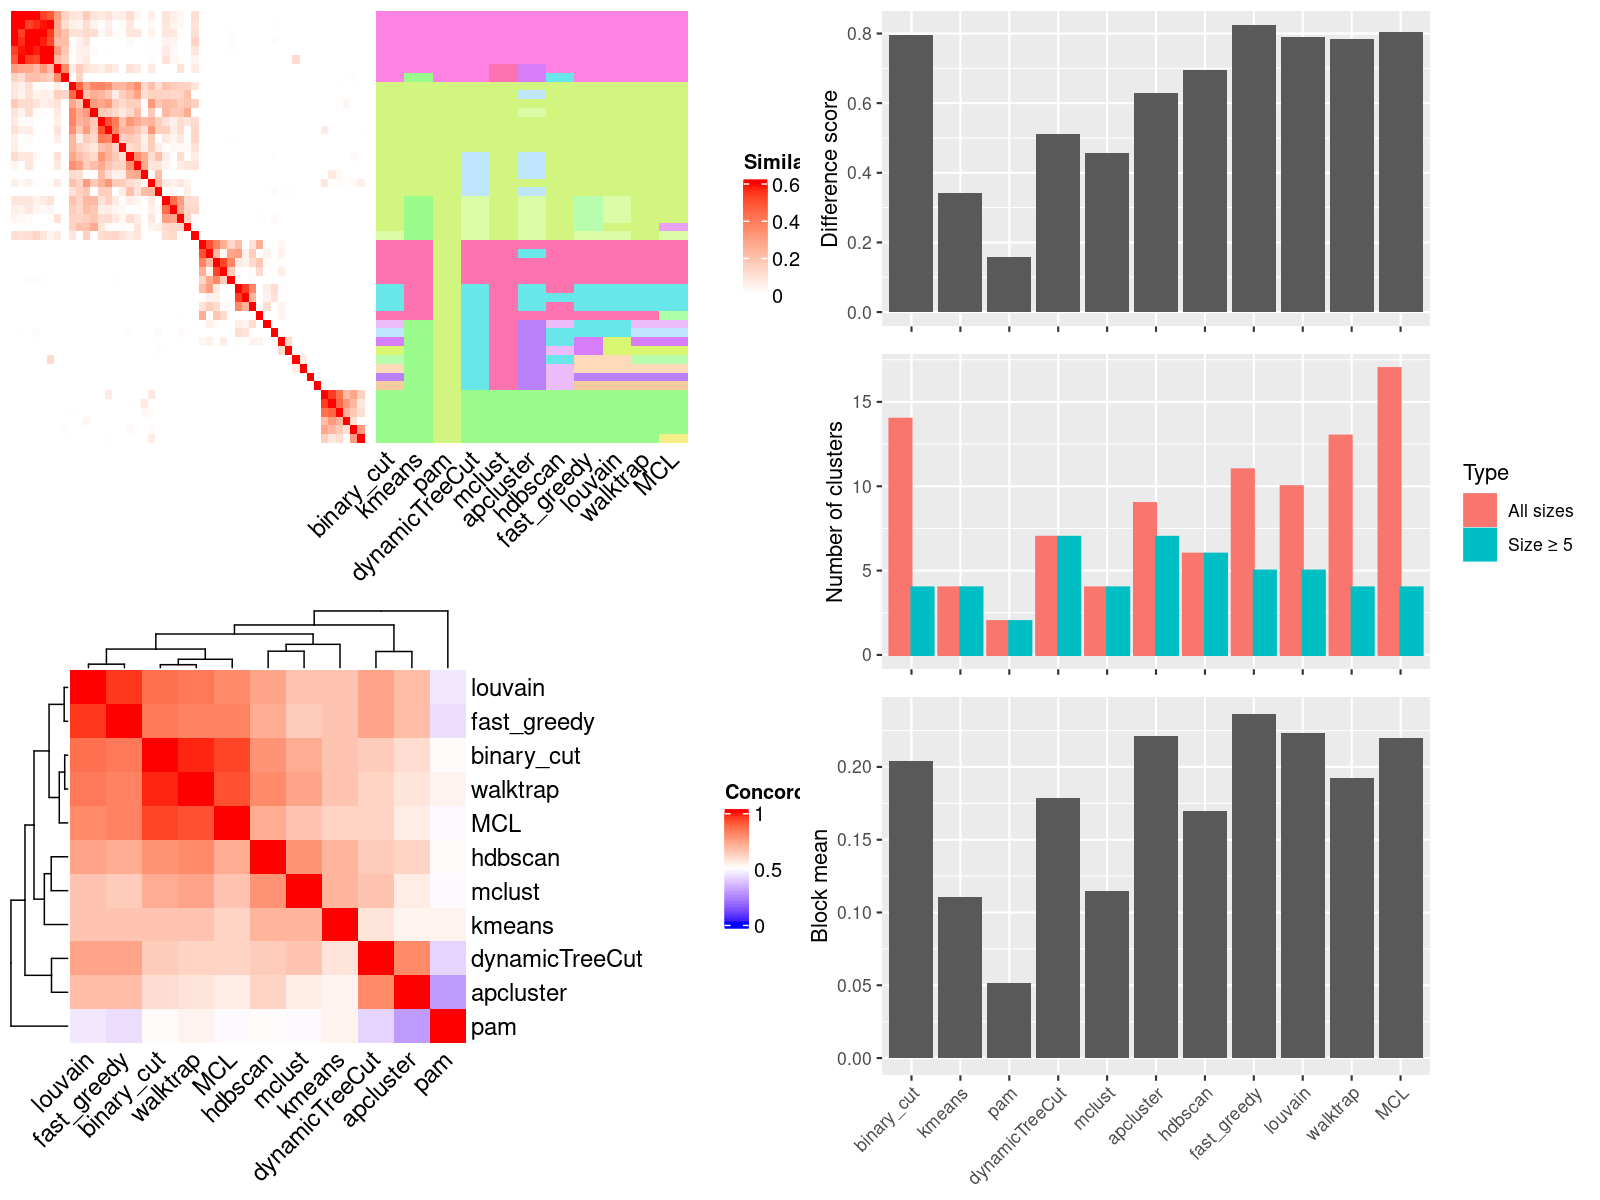 Simila
0.6
0.4
0.2
0
binary_cut
kmeans
pam
dynamicTreeCut
mclust
apcluster
hdbscan
fast_greedy
louvain
walktrap
MCL
Difference score
0.8
0.6
0.4
0.2
0.0
Number of clusters
15
10
5
0
Type
All sizes
Size ≥ 5
Block mean
0.20
0.15
0.10
0.05
0.00
binary_cut
kmeans
pam
dynamicTreeCut
mclust
apcluster
hdbscan
fast_greedy
louvain
walktrap
MCL
louvain
fast_greedy
binary_cut
walktrap
MCL
hdbscan
mclust
kmeans
dynamicTreeCut
apcluster
pam
Concord
1
0.5
0
louvain
fast_greedy
binary_cut
walktrap
MCL
hdbscan
mclust
kmeans
dynamicTreeCut
apcluster
pam